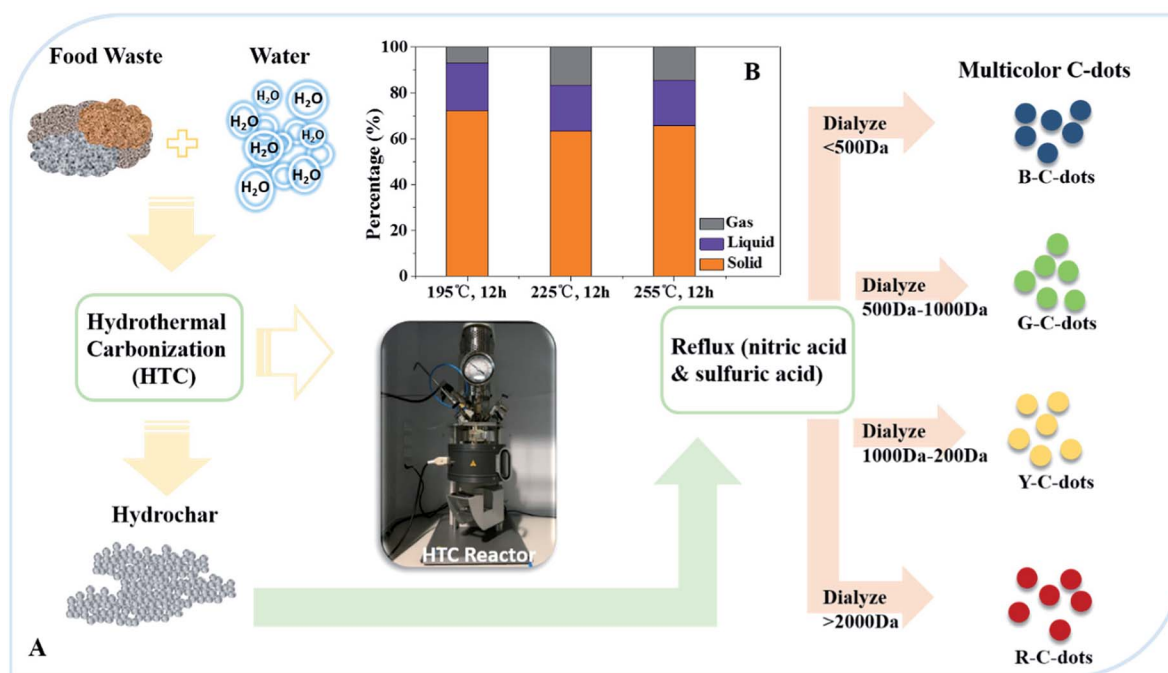 Food Waste
Water
H₂O
H₂O
H₂O
H₂O
H₂O
H₂O
H₂O
Hydrothermal
Carbonization
(HTC)
Hydrochar
A
B
Percentage (%)
100
80
60
40
20
0
Gas
Liquid
Solid
195℃, 12h
225℃, 12h
255℃, 12h
HTC Reactor
Reflux (nitric acid
& sulfuric acid)
Multicolor C-dots
Dialyze
<500Da
B-C-dots
Dialyze
500Da-1000Da
G-C-dots
Dialyze
1000Da-200Da
Y-C-dots
Dialyze
>2000Da
R-C-dots